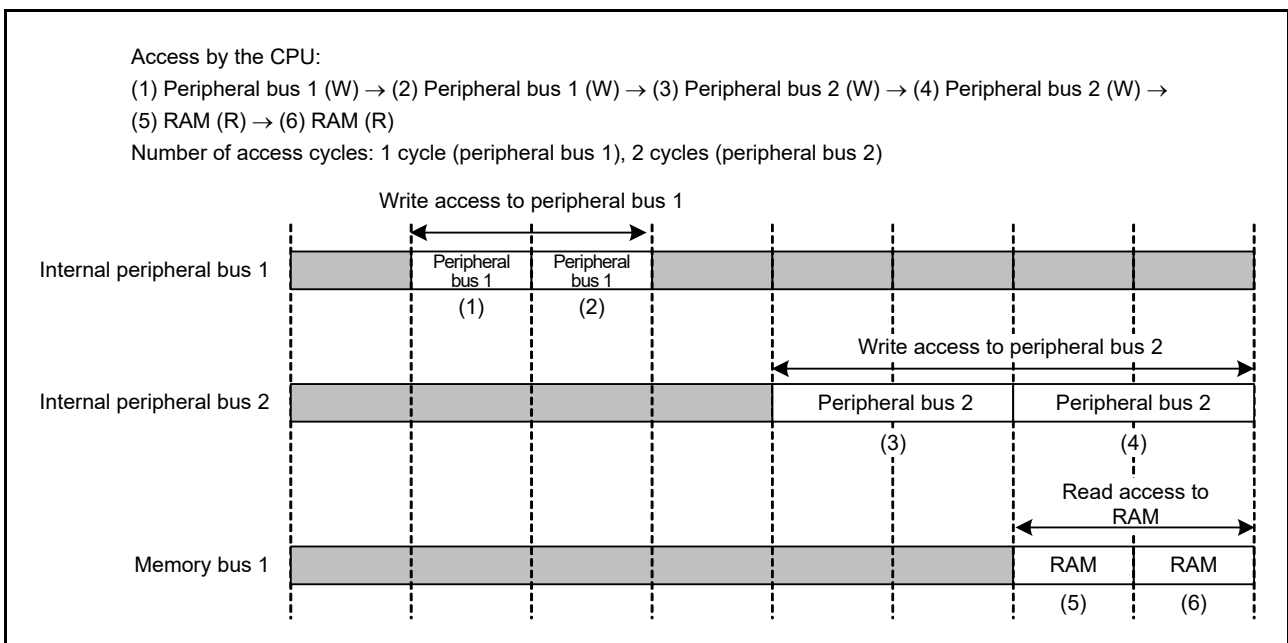 Access by the CPU:
(1) Peripheral bus 1 (W) → (2) Peripheral bus 1 (W) → (3) Peripheral bus 2 (W) → (4) Peripheral bus 2 (W) →
(5) RAM (R) → (6) RAM (R)
Number of access cycles: 1 cycle (peripheral bus 1), 2 cycles (peripheral bus 2)
Write access to peripheral bus 1
Internal peripheral bus 1
Peripheral
bus 1
Peripheral
bus 1
(1)
(2)
Write access to peripheral bus 2
Internal peripheral bus 2
Peripheral bus 2
Peripheral bus 2
(3)
(4)
Read access to
RAM
Memory bus 1
RAM
RAM
(5)
(6)